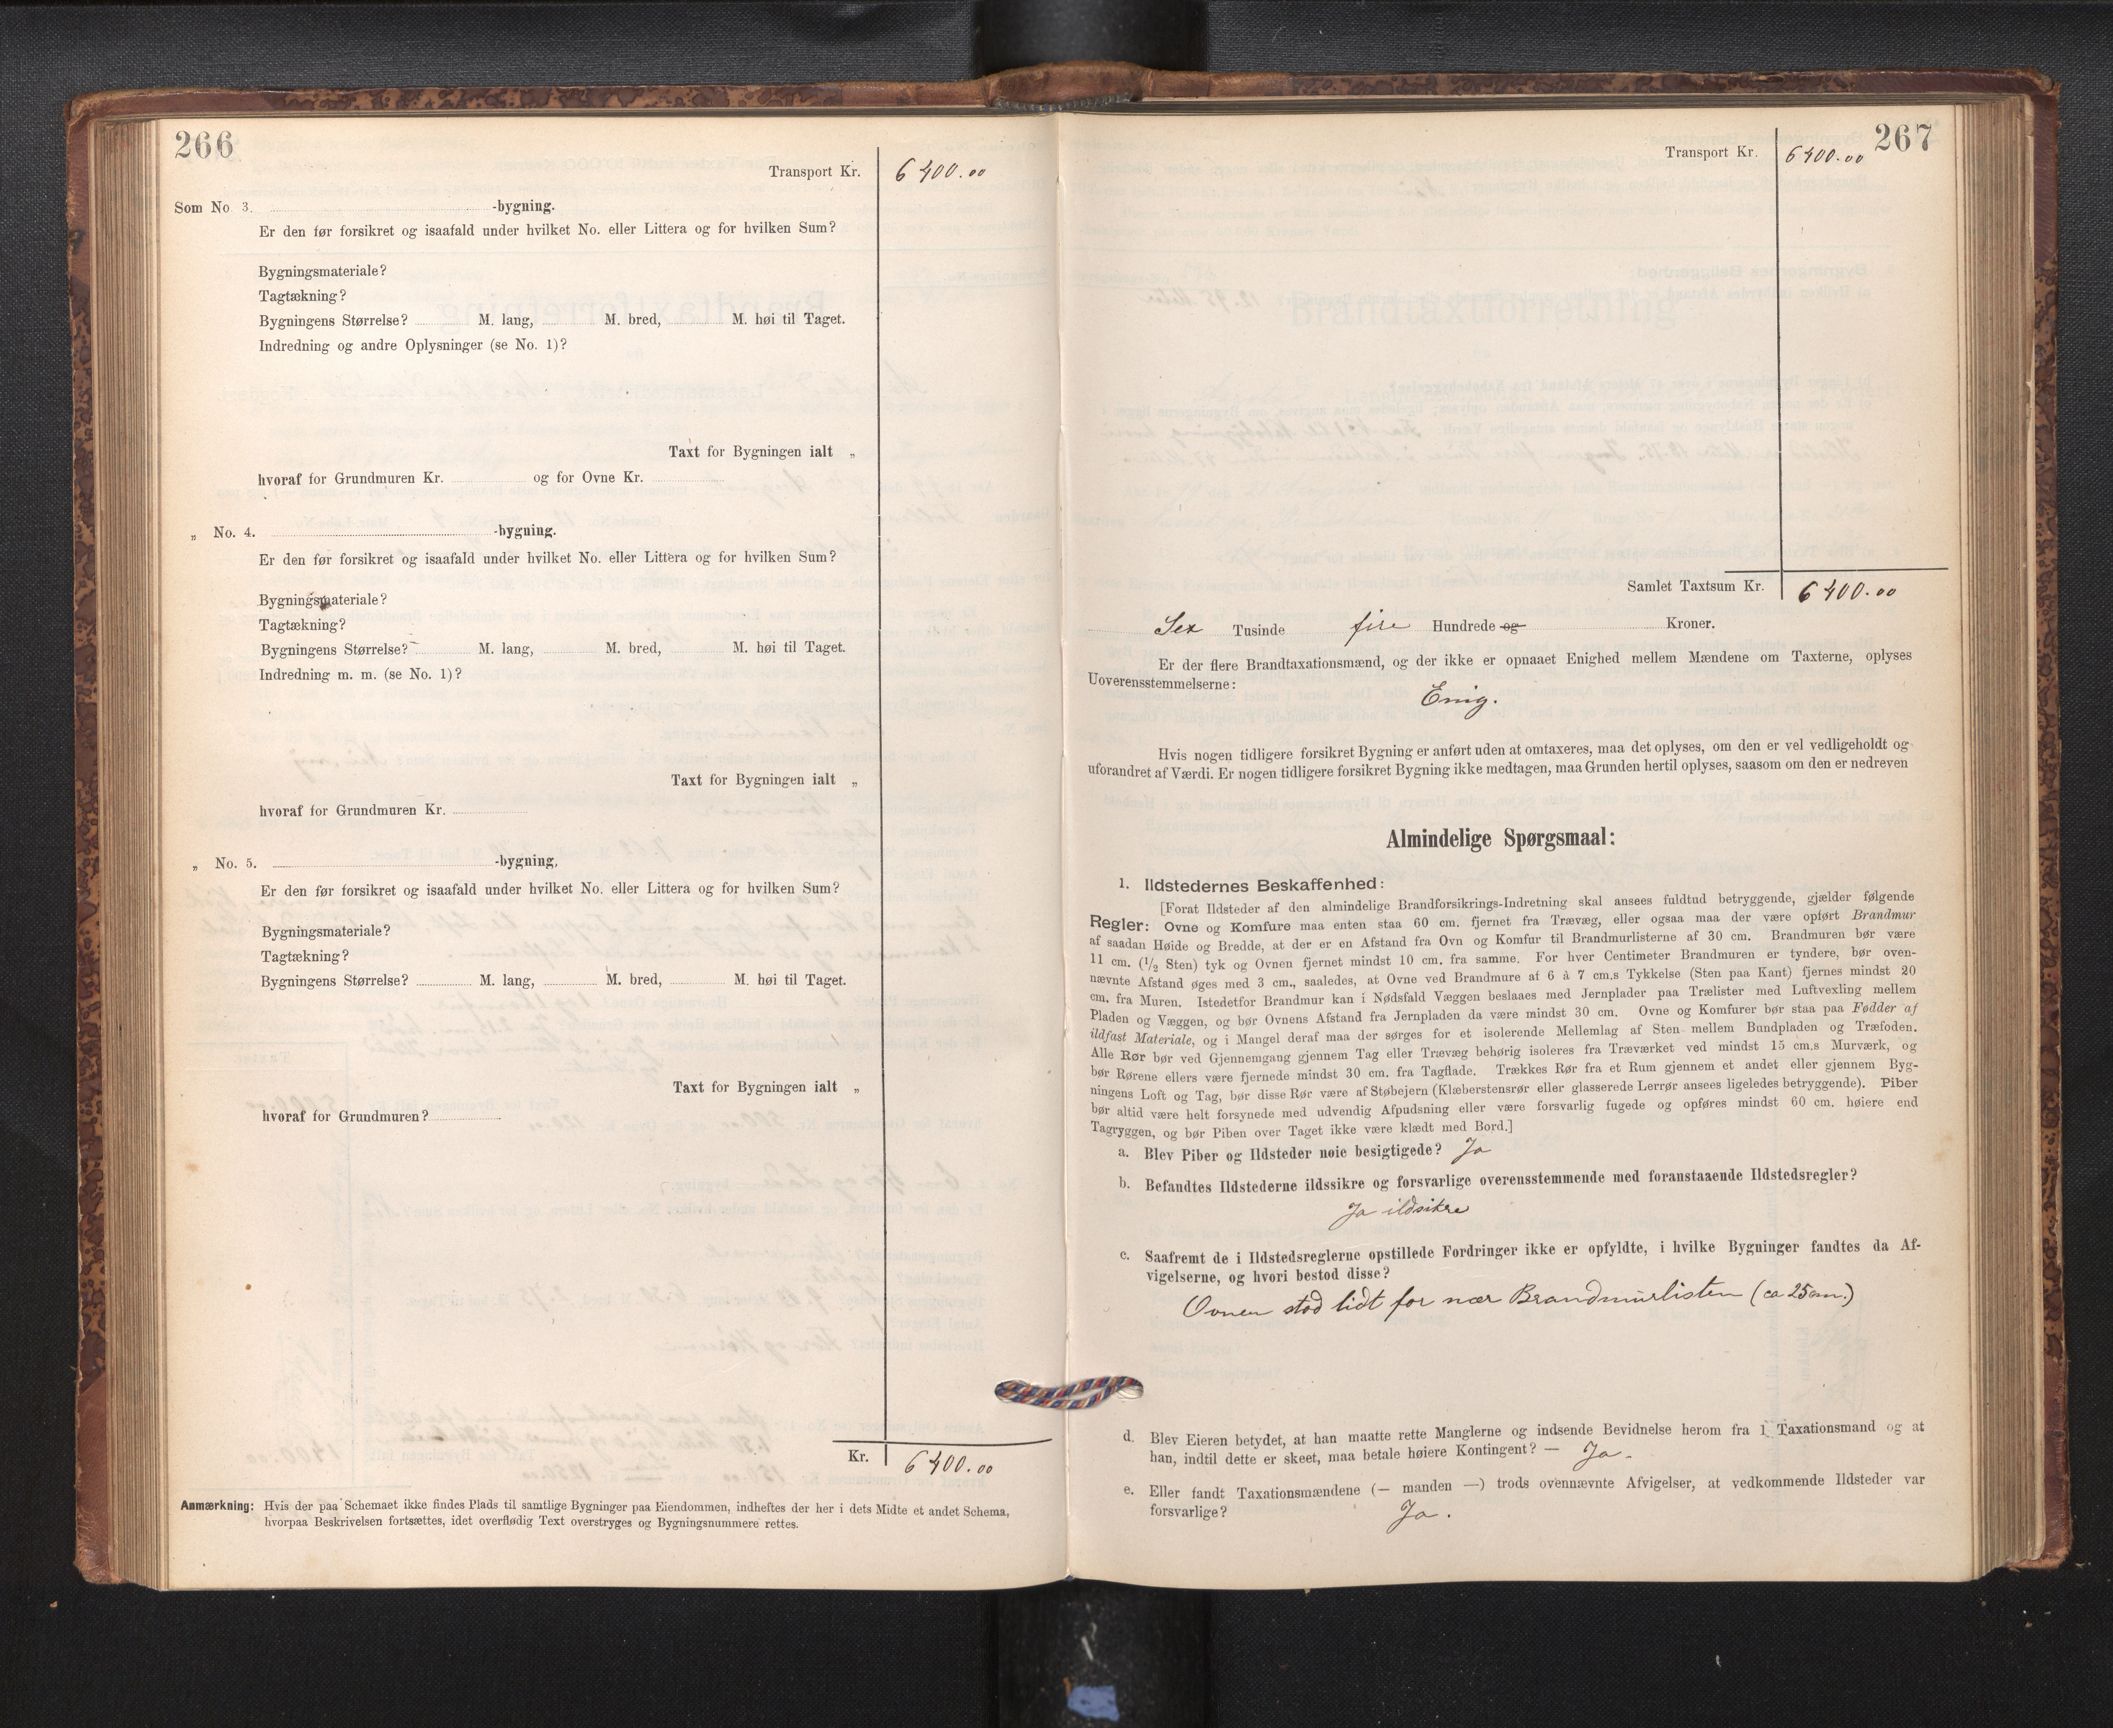 266
Transport Kr. 6400.00
Som No. 3. -bygning.
Er den før forsikret og isaafald under hvilket No. eller Littera og for hvilken Sum?
Bygningsmateriale?
Tagtækning?
Bygningens Størrelse? M. lang, M. bred, M. høi til Taget.
Indredning og andre Oplysninger (se No. 1)?
Taxt for Bygningen ialt „
hvoraf for Grundmuren Kr. og for Ovne Kr.
„ No. 4. -bygning.
Er den før forsikret og isaafald under hvilket No. eller Littera og for hvilken Sum?
Bygningsmateriale?
Tagtækning?
Bygningens Størrelse? M. lang, M. bred, M. høi til Taget.
Indredning m. m. (se No. 1)?
Taxt for Bygningen ialt „
hvoraf for Grundmuren Kr.
„ No. 5. -bygning,
Er den før forsikret og isaafald under hvilket No. eller Littera og for hvilken Sum?
Bygningsmateriale?
Tagtækning?
Bygningens Størrelse? M. lang, M. bred, M. høi til Taget.
Taxt for Bygningen ialt „
hvoraf for Grundmuren?
Kr. 6400.00
Anmærkning: Hvis der paa Schemaet ikke findes Plads til samtlige Bygninger paa Eiendommen, indheftes der her i dets Midte et andet Schema,
hvorpaa Beskrivelsen fortsættes, idet overflødig Text overstryges og Bygningsnummere rettes.
267
Transport Kr. 6400.00
Samlet Taxtsum Kr. 6400.00
Sex Tusinde fire Hundrede og Kroner.
Er der flere Brandtaxationsmænd, og der ikke er opnaaet Enighed mellem Mændene om Taxterne, oplyses
Uoverensstemmelserne:
Enig.
Hvis nogen tidligere forsikret Bygning er anført uden at omtaxeres, maa det oplyses, om den er vel vedligeholdt og
uforandret af Værdi. Er nogen tidligere forsikret Bygning ikke medtagen, maa Grunden hertil oplyses, saasom om den er nedreven
Almindelige Spørgsmaal:
1. Ildstedernes Beskaffenhed:
[Forat Ildsteder af den almindelige Brandforsikrings-Indretning skal ansees fuldtud betryggende, gjælder følgende
Regler: Ovne og Komfure maa enten staa 60 cm. fjernet fra Trævæg, eller ogsaa maa der være opført Brandmur
af saadan Høide og Bredde, at der er en Afstand fra Ovn og Komfur til Brandmurlisterne af 30 cm. Brandmuren bør være
11 cm. (1/2 Sten) tyk og Ovnen fjernet mindst 10 cm. fra samme. For hver Centimeter Brandmuren er tyndere, bør oven-
nævnte Afstand øges med 3 cm., saaledes, at Ovne ved Brandmure af 6 à 7 cm.s Tykkelse (Sten paa Kant) fjernes mindst 20
cm. fra Muren. Istedetfor Brandmur kan i Nødsfald Væggen beslaaes med Jernplader paa Trælister med Luftvexling mellem
Pladen og Væggen, og bør Ovnens Afstand fra Jernpladen da være mindst 30 cm. Ovne og Komfurer bør staa paa Fødder af
ildfast Materiale, og i Mangel deraf maa der sørges for et isolerende Mellemlag af Sten mellem Bundpladen og Træfoden.
Alle Rør bør ved Gjennemgang gjennem Tag eller Trævæg behørig isoleres fra Træværket ved mindst 15 cm.s Murværk, og
bør Rørene ellers være fjernede mindst 30 cm. fra Tagflade. Trækkes Rør fra et Rum gjennem et andet eller gjennem Byg-
ningens Loft og Tag, bør disse Rør være af Støbejern (Klæberstensrør eller glasserede Lerrør ansees ligeledes betryggende). Piber
bør altid være helt forsynede med udvendig Afpudsning eller være forsvarlig fugede og opføres mindst 60 cm. høiere end
Tagryggen, og bør Piben over Taget ikke være klædt med Bord.]
a. Blev Piber og Ildsteder nøie besigtigede? Ja
b. Befandtes Ildstederne ildssikre og forsvarlige overensstemmende med foranstaaende Ildstedsregler?
Ja ildsikre
c. Saafremt de i Ildstedsreglerne opstillede Fordringer ikke er opfyldte, i hvilke Bygninger fandtes da Af-
vigelserne, og hvori bestod disse?
Ovnen stod lidt for nær Brandmurlisten (ca 25 cm.)
d. Blev Eieren betydet, at han maatte rette Manglerne og indsende Bevidnelse herom fra 1 Taxationsmand og at
han, indtil dette er skeet, maa betale høiere Kontingent? — Ja.
e. Eller fandt Taxationsmændene (— manden —) trods ovennævnte Afvigelser, at vedkommende Ildsteder var
forsvarlige? Ja.